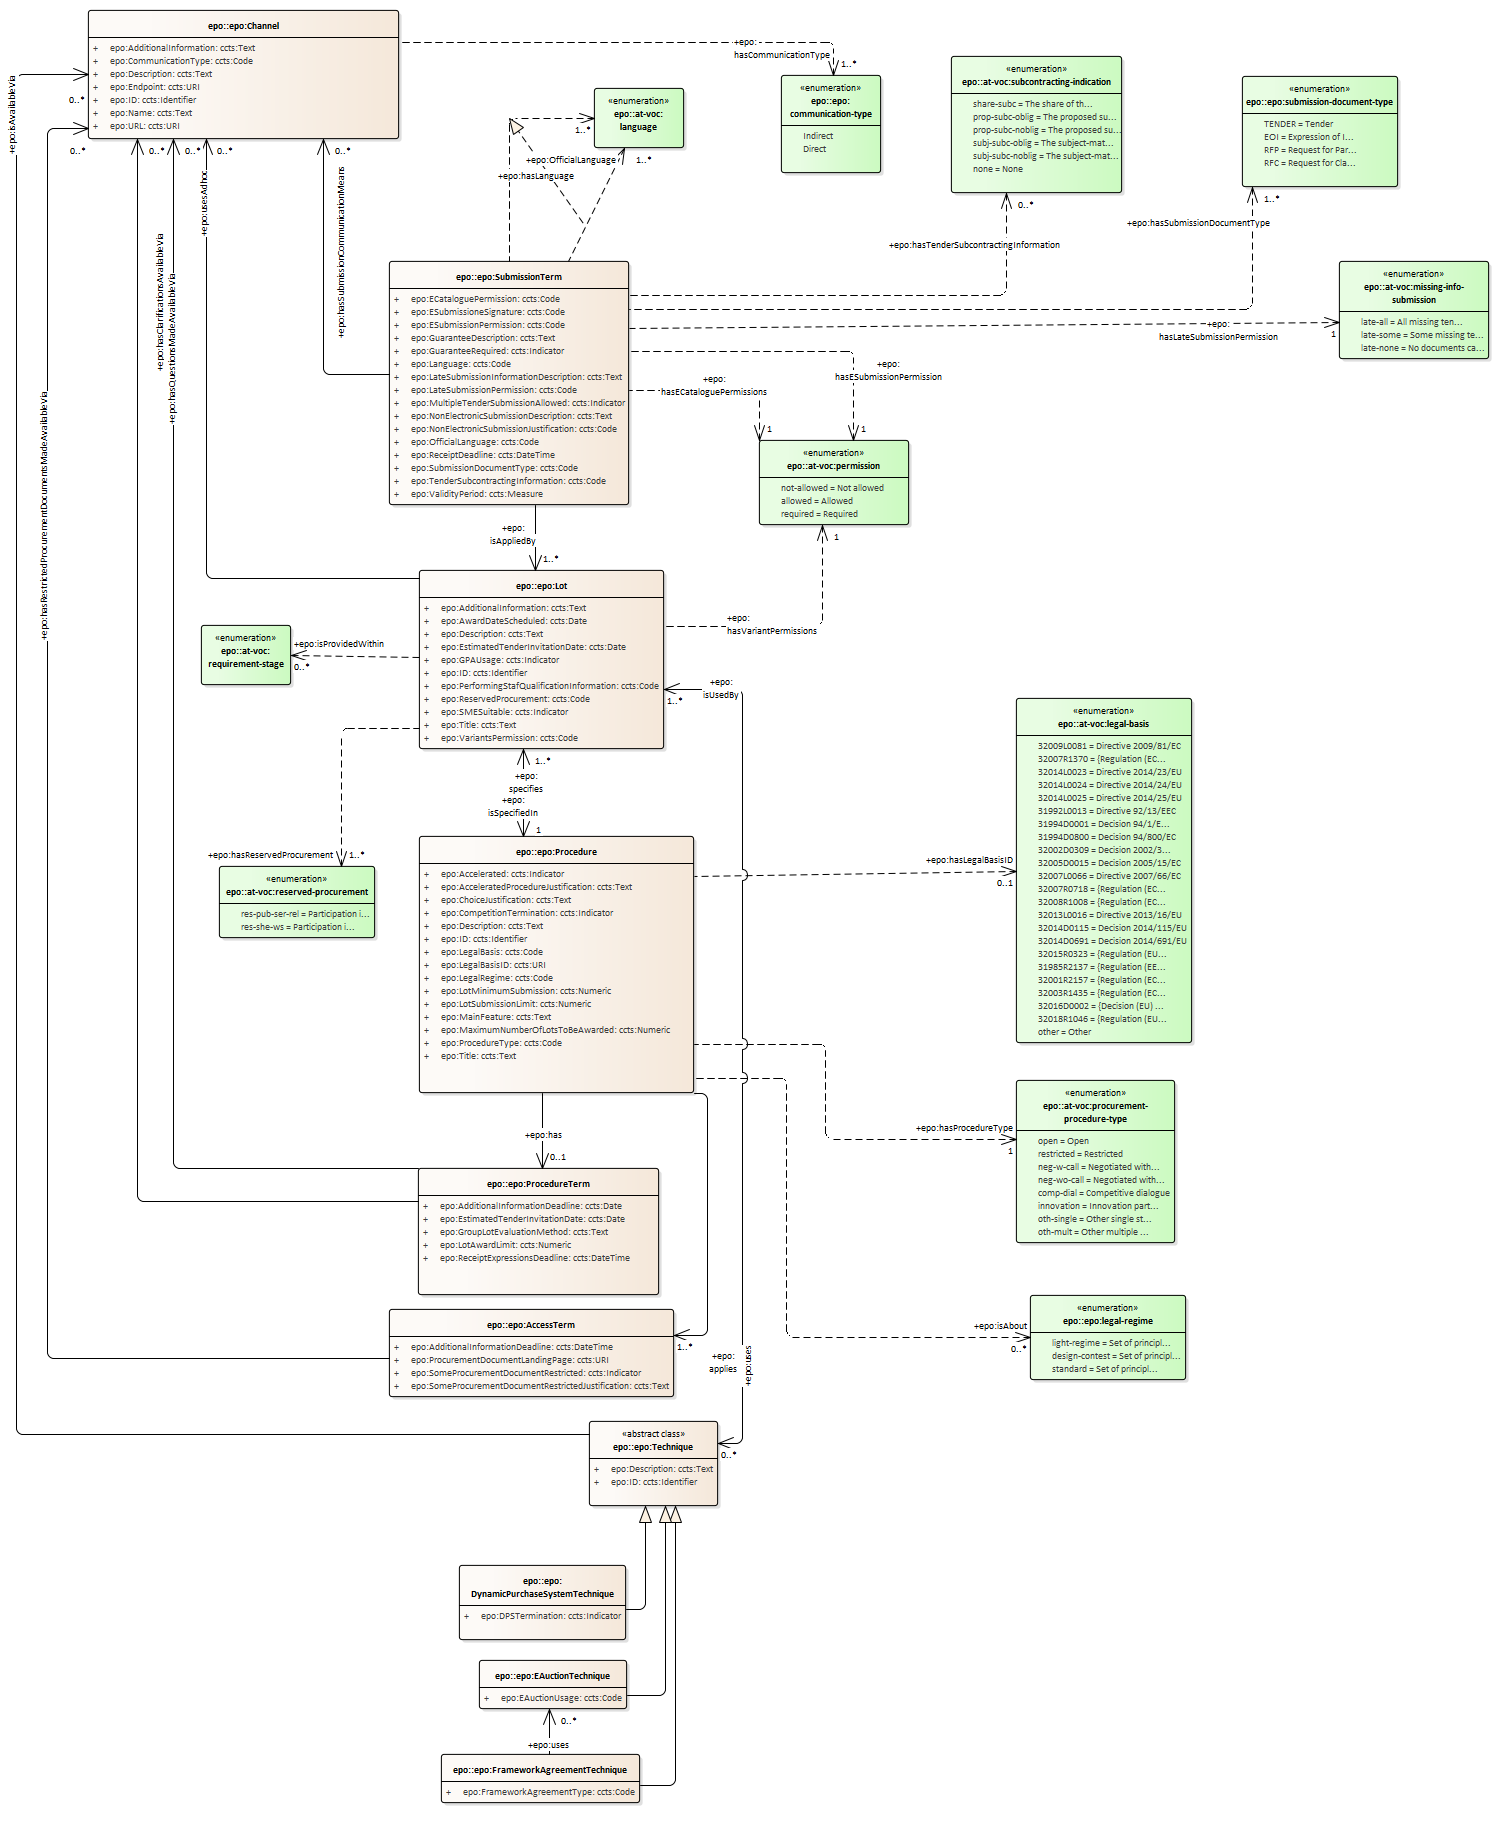 epo::epo:Channel
+ epo:AdditionalInformation: ccts:Text
+ epo:CommunicationType: ccts:Code
+ epo:Description: ccts:Text
+ epo:Endpoint: ccts:URI
+ epo:ID: ccts:Identifier
+ epo:Name: ccts:Text
+ epo:URL: ccts:URI
+epo:isAvailableVia
0..*
0..*
0..*
0..*
0..*
0..*
+epo:
hasCommunicationType
1..*
«enumeration»
epo::epo:
communication-type
Indirect
Direct
«enumeration»
epo::at-voc:
language
1..*
+epo:OfficialLanguage
1..*
+epo:hasLanguage
«enumeration»
epo::at-voc:subcontracting-indication
share-subc = The share of th...
prop-subc-oblig = The proposed su...
prop-subc-noblig = The proposed su...
subj-subc-oblig = The subject-mat...
subj-subc-noblig = The subject-mat...
none = None
0..*
+epo:hasTenderSubcontractingInformation
«enumeration»
epo::epo:submission-document-type
TENDER = Tender
EOI = Expression of I...
RFP = Request for Par...
RFC = Request for Cla...
1..*
+epo:hasSubmissionDocumentType
«enumeration»
epo::at-voc:missing-info-
submission
late-all = All missing ten...
late-some = Some missing te...
late-none = No documents ca...
+epo:
hasLateSubmissionPermission
1
+epo:usesAdhoc
+epo:hasSubmissionCommunicationMeans
+epo:hasClarificationsAvailableVia
+epo:hasQuestionsMadeAvailableVia
+epo:hasRestrictedProcurementDocumentsMadeAvailableVia
epo::epo:SubmissionTerm
+ epo:ECataloguePermission: ccts:Code
+ epo:ESubmissioneSignature: ccts:Code
+ epo:ESubmissionPermission: ccts:Code
+ epo:GuaranteeDescription: ccts:Text
+ epo:GuaranteeRequired: ccts:Indicator
+ epo:Language: ccts:Code
+ epo:LateSubmissionInformationDescription: ccts:Text
+ epo:LateSubmissionPermission: ccts:Code
+ epo:MultipleTenderSubmissionAllowed: ccts:Indicator
+ epo:NonElectronicSubmissionDescription: ccts:Text
+ epo:NonElectronicSubmissionJustification: ccts:Code
+ epo:OfficialLanguage: ccts:Code
+ epo:ReceiptDeadline: ccts:DateTime
+ epo:SubmissionDocumentType: ccts:Code
+ epo:TenderSubcontractingInformation: ccts:Code
+ epo:ValidityPeriod: ccts:Measure
+epo:
hasESubmissionPermission
1
+epo:
hasECataloguePermissions
1
«enumeration»
epo::at-voc:permission
not-allowed = Not allowed
allowed = Allowed
required = Required
1
+epo:
isAppliedBy
1..*
epo::epo:Lot
+ epo:AdditionalInformation: ccts:Text
+ epo:AwardDateScheduled: ccts:Date
+ epo:Description: ccts:Text
+ epo:EstimatedTenderInvitationDate: ccts:Date
+ epo:GPAUsage: ccts:Indicator
+ epo:ID: ccts:Identifier
+ epo:PerformingStafQualificationInformation: ccts:Code
+ epo:ReservedProcurement: ccts:Code
+ epo:SMESuitable: ccts:Indicator
+ epo:Title: ccts:Text
+ epo:VariantsPermission: ccts:Code
+epo:
hasVariantPermissions
«enumeration»
epo::at-voc:
requirement-stage
+epo:isProvidedWithin
0..*
+epo:
isUsedBy
1..*
+epo:hasReservedProcurement
1..*
«enumeration»
epo::at-voc:reserved-procurement
res-pub-ser-rel = Participation i...
res-she-ws = Participation i...
1..*
+epo:
specifies
+epo:
isSpecifiedIn
1
epo::epo:Procedure
+ epo:Accelerated: ccts:Indicator
+ epo:AcceleratedProcedureJustification: ccts:Text
+ epo:ChoiceJustification: ccts:Text
+ epo:CompetitionTermination: ccts:Indicator
+ epo:Description: ccts:Text
+ epo:ID: ccts:Identifier
+ epo:LegalBasis: ccts:Code
+ epo:LegalBasisID: ccts:URI
+ epo:LegalRegime: ccts:Code
+ epo:LotMinimumSubmission: ccts:Numeric
+ epo:LotSubmissionLimit: ccts:Numeric
+ epo:MainFeature: ccts:Text
+ epo:MaximumNumberOfLotsToBeAwarded: ccts:Numeric
+ epo:ProcedureType: ccts:Code
+ epo:Title: ccts:Text
+epo:hasLegalBasisID
0..1
«enumeration»
epo::at-voc:legal-basis
32009L0081 = Directive 2009/81/EC
32007R1370 = {Regulation (EC...
32014L0023 = Directive 2014/23/EU
32014L0024 = Directive 2014/24/EU
32014L0025 = Directive 2014/25/EU
31992L0013 = Directive 92/13/EEC
31994D0001 = Decision 94/1/E...
31994D0800 = Decision 94/800/EC
32002D0309 = Decision 2002/3...
32005D0015 = Decision 2005/15/EC
32007L0066 = Directive 2007/66/EC
32007R0718 = {Regulation (EC...
32008R1008 = {Regulation (EC...
32013L0016 = Directive 2013/16/EU
32014D0115 = Decision 2014/115/EU
32014D0691 = Decision 2014/691/EU
32015R0323 = {Regulation (EU...
31985R2137 = {Regulation (EE...
32001R2157 = {Regulation (EC...
32003R1435 = {Regulation (EC...
32016D0002 = {Decision (EU) ...
32018R1046 = {Regulation (EU...
other = Other
+epo:hasProcedureType
1
«enumeration»
epo::at-voc:procurement-
procedure-type
open = Open
restricted = Restricted
neg-w-call = Negotiated with...
neg-wo-call = Negotiated with...
comp-dial = Competitive dialogue
innovation = Innovation part...
oth-single = Other single st...
oth-mult = Other multiple ...
+epo:has
0..1
epo::epo:ProcedureTerm
+ epo:AdditionalInformationDeadline: ccts:Date
+ epo:EstimatedTenderInvitationDate: ccts:Date
+ epo:GroupLotEvaluationMethod: ccts:Text
+ epo:LotAwardLimit: ccts:Numeric
+ epo:ReceiptExpressionsDeadline: ccts:DateTime
+epo:isAbout
0..*
«enumeration»
epo::epo:legal-regime
light-regime = Set of principl...
design-contest = Set of principl...
standard = Set of principl...
epo::epo:AccessTerm
+ epo:AdditionalInformationDeadline: ccts:DateTime
+ epo:ProcurementDocumentLandingPage: ccts:URI
+ epo:SomeProcurementDocumentRestricted: ccts:Indicator
+ epo:SomeProcurementDocumentRestrictedJustification: ccts:Text
1..*
+epo:
applies
+epo:uses
«abstract class»
epo::epo:Technique
+ epo:Description: ccts:Text
+ epo:ID: ccts:Identifier
0..*
epo::epo:
DynamicPurchaseSystemTechnique
+ epo:DPSTermination: ccts:Indicator
epo::epo:EAuctionTechnique
+ epo:EAuctionUsage: ccts:Code
0..*
+epo:uses
epo::epo:FrameworkAgreementTechnique
+ epo:FrameworkAgreementType: ccts:Code